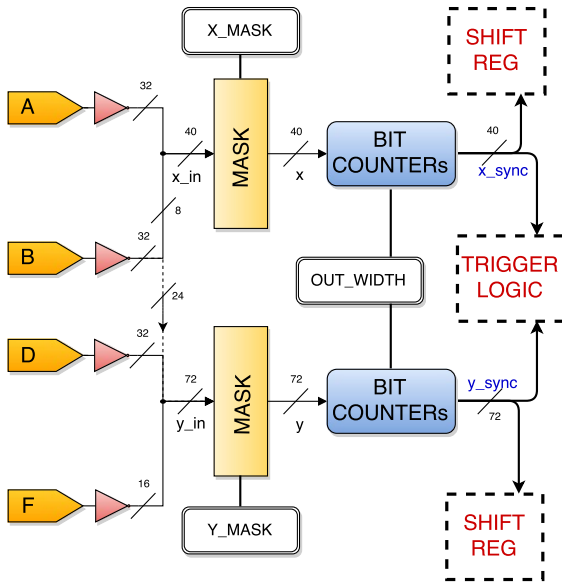 X_MASK
SHIFT
REG
A
32
40
x_in
MASK
40
x
BIT
COUNTERs
40
x_sync
8
B
32
24
OUT_WIDTH
TRIGGER
LOGIC
D
32
72
y_in
MASK
72
y
BIT
COUNTERs
y_sync
72
F
16
Y_MASK
SHIFT
REG